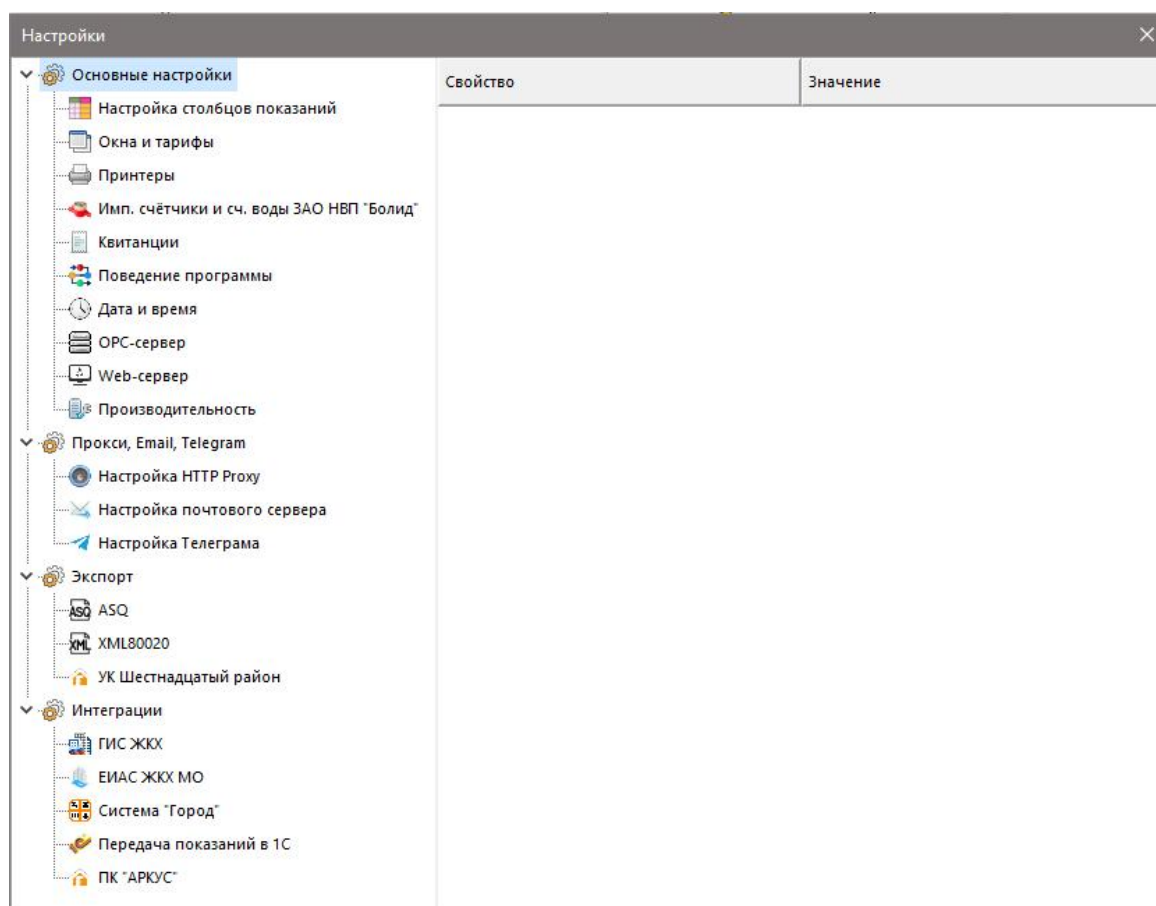 Настройки
Основные настройки
Свойство
Значение
Настройка столбцов показаний
Окна и тарифы
Принтеры
Имп. счётчики и сч. воды ЗАО НВП "Болид"
Квитанции
Поведение программы
Дата и время
OPC-сервер
Web-сервер
Производительность
Прокси, Email, Telegram
Настройка HTTP Proxy
Настройка почтового сервера
Настройка Телеграма
Экспорт
ASQ ASQ
XML XML80020
УК Шестнадцатый район
Интеграции
ГИС ЖКХ
ЕИАС ЖКХ МО
Система "Город"
Передача показаний в 1С
ПК "АРКУС"